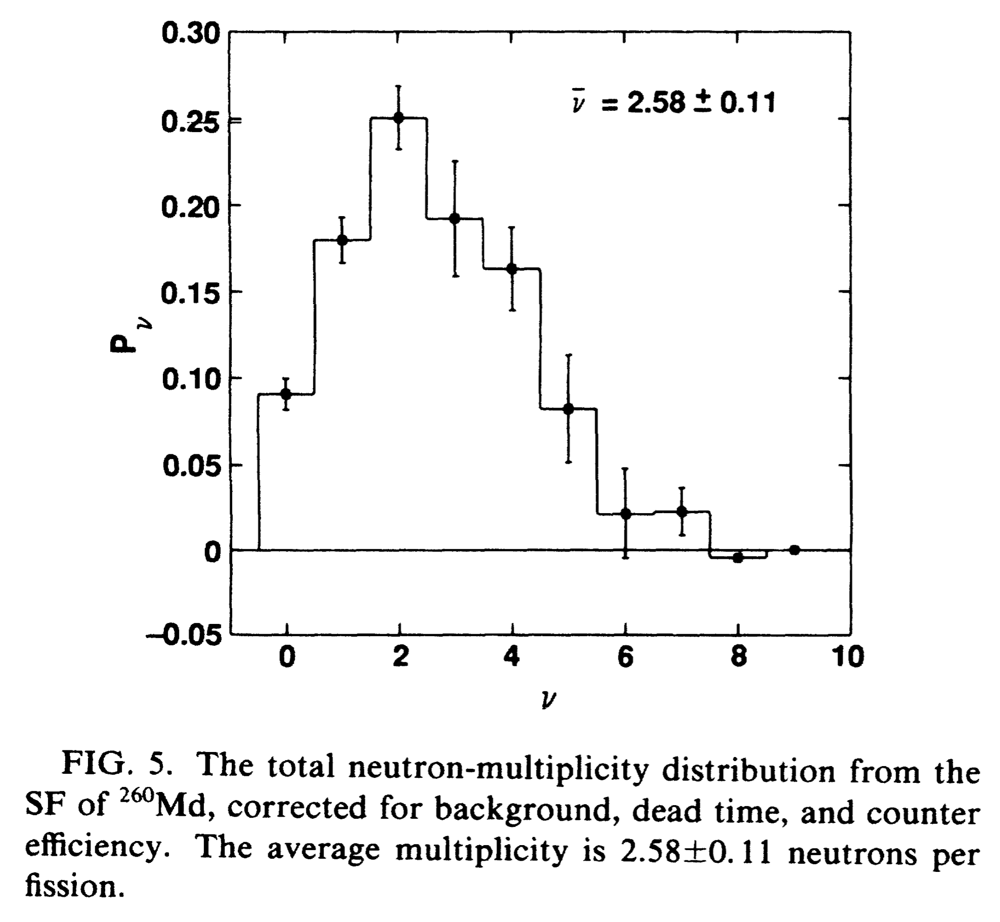 0.30
ν̄ = 2.58 ± 0.11
0.25
0.20
0.15
P ν
0.10
0.05
0
–0.05
0 2 4 6 8 10
ν
FIG. 5. The total neutron-multiplicity distribution from the
SF of ²⁶⁰Md, corrected for background, dead time, and counter
efficiency. The average multiplicity is 2.58±0.11 neutrons per
fission.